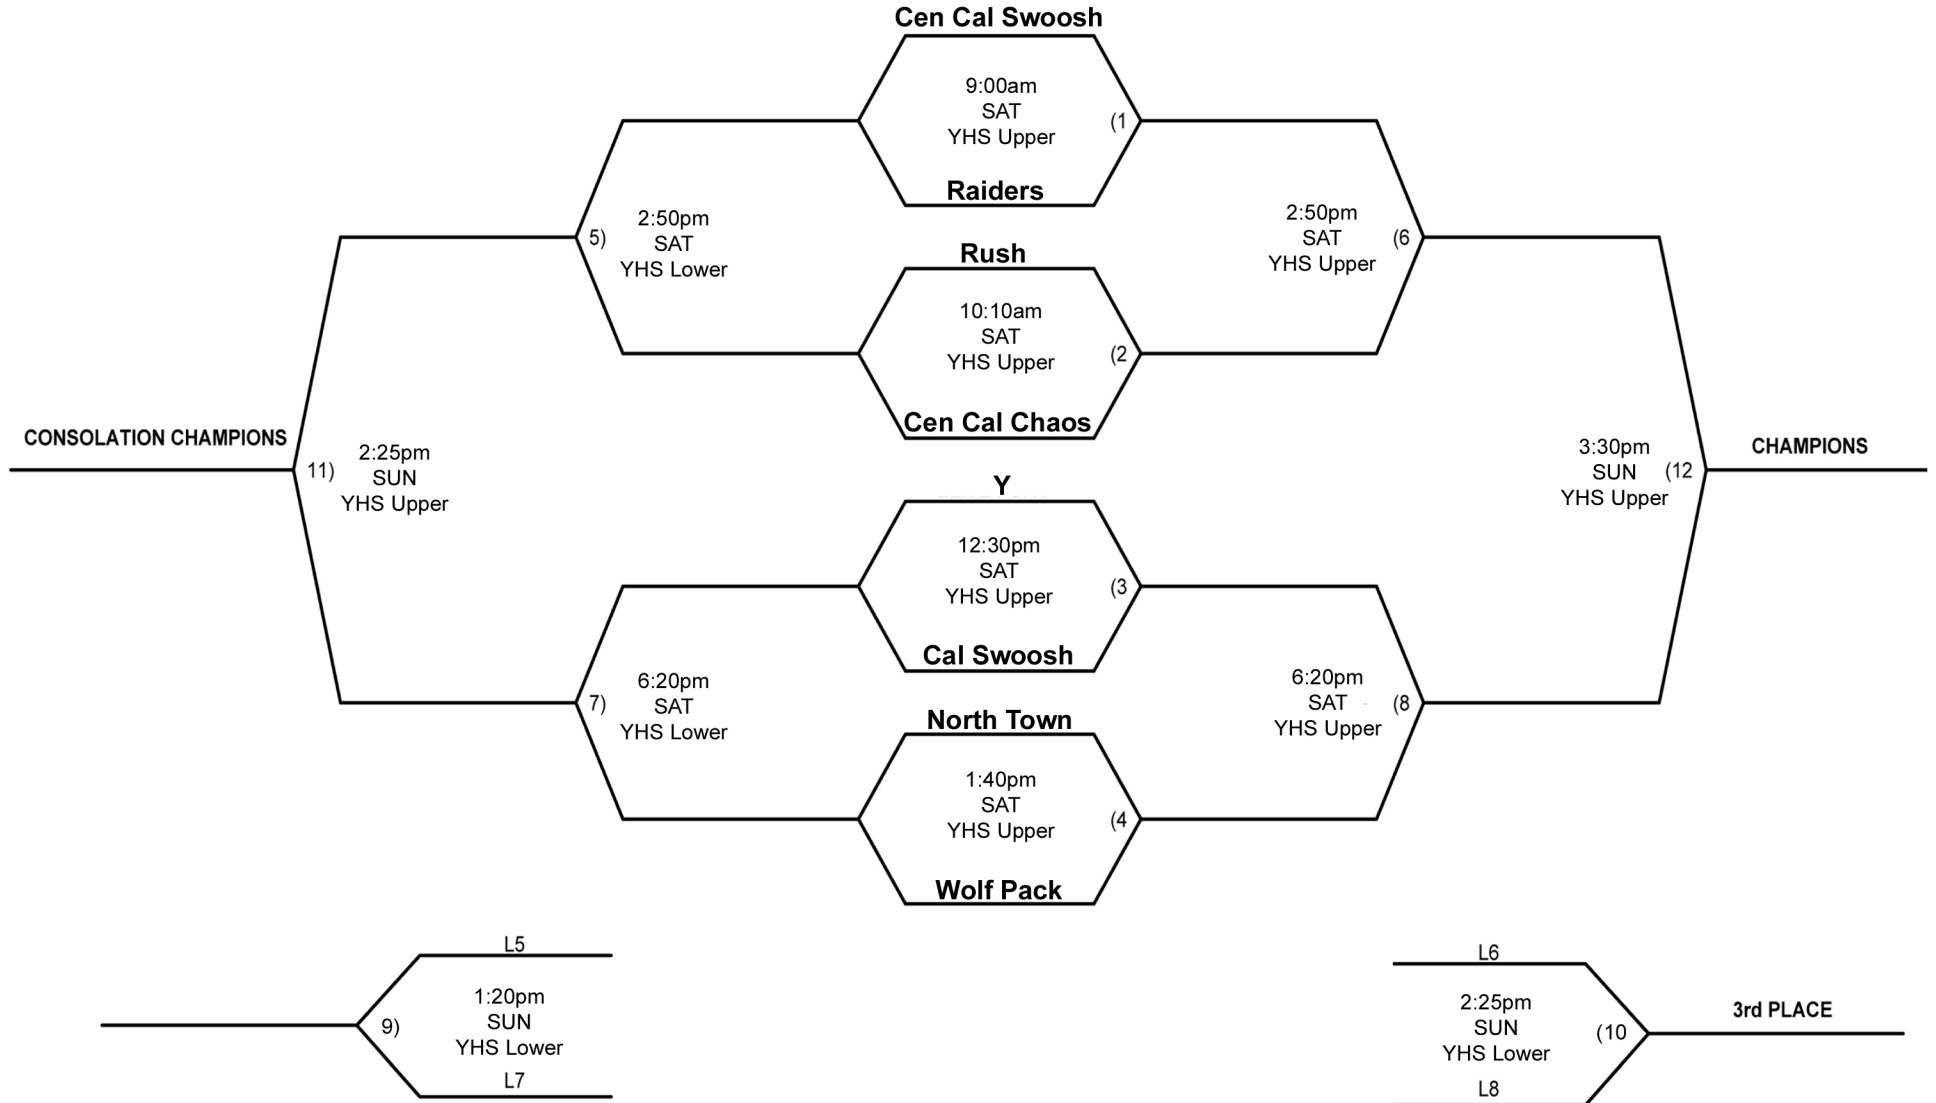 Cen Cal Swoosh
9:00am
SAT
YHS Upper
(1
Raiders
2:50pm
SAT
YHS Lower
5)
2:50pm
SAT
YHS Upper
(6
Rush
10:10am
SAT
YHS Upper
(2
Cen Cal Chaos
CONSOLATION CHAMPIONS
11)
2:25pm
SUN
YHS Upper
3:30pm
SUN
YHS Upper
(12
CHAMPIONS
Y
12:30pm
SAT
YHS Upper
(3
Cal Swoosh
7)
6:20pm
SAT
YHS Lower
6:20pm
SAT
YHS Upper
(8
North Town
1:40pm
SAT
YHS Upper
(4
Wolf Pack
L5
1:20pm
SUN
YHS Lower
9)
L7
L6
2:25pm
SUN
YHS Lower
(10
3rd PLACE
L8